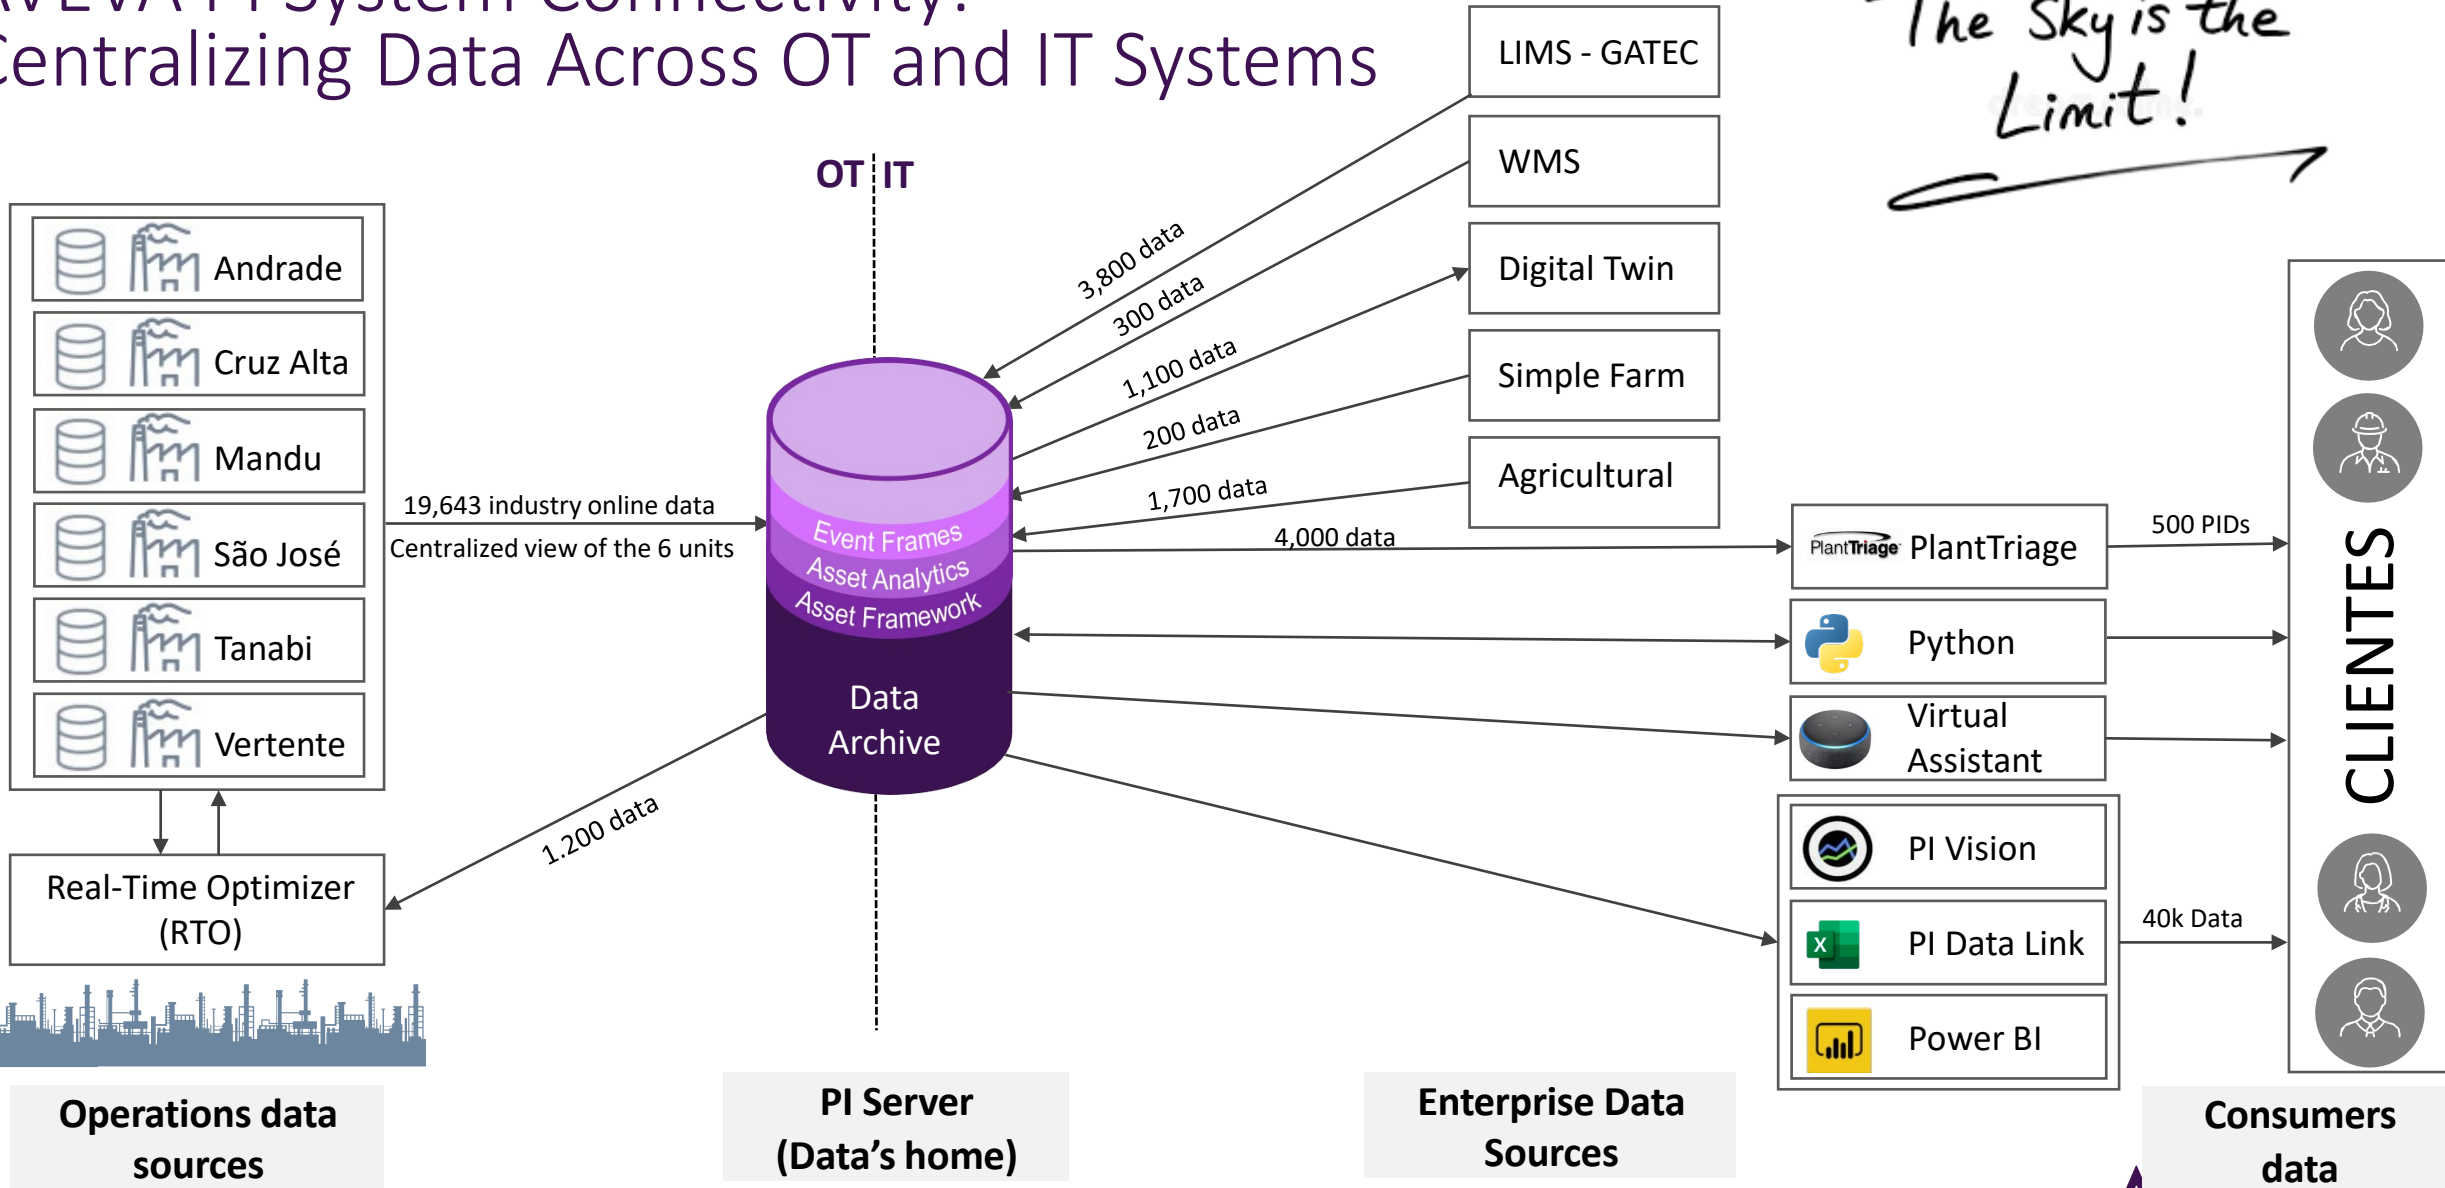 AVEVA PI System Connectivity:
Centralizing Data Across OT and IT Systems
The Sky is the
Limit!
OT IT
Andrade
Cruz Alta
Mandu
São José
Tanabi
Vertente
Real-Time Optimizer
(RTO)
19,643 industry online data
Centralized view of the 6 units
1.200 data
Event Frames
Asset Analytics
Asset Framework
Data
Archive
3,800 data
300 data
1,100 data
200 data
1,700 data
4,000 data
LIMS - GATEC
WMS
Digital Twin
Simple Farm
Agricultural
PlantTriage PlantTriage
Python
Virtual
Assistant
PI Vision
X PI Data Link
Power BI
500 PIDs
40k Data
CLIENTES
Operations data
sources
PI Server
(Data's home)
Enterprise Data
Sources
Consumers
data